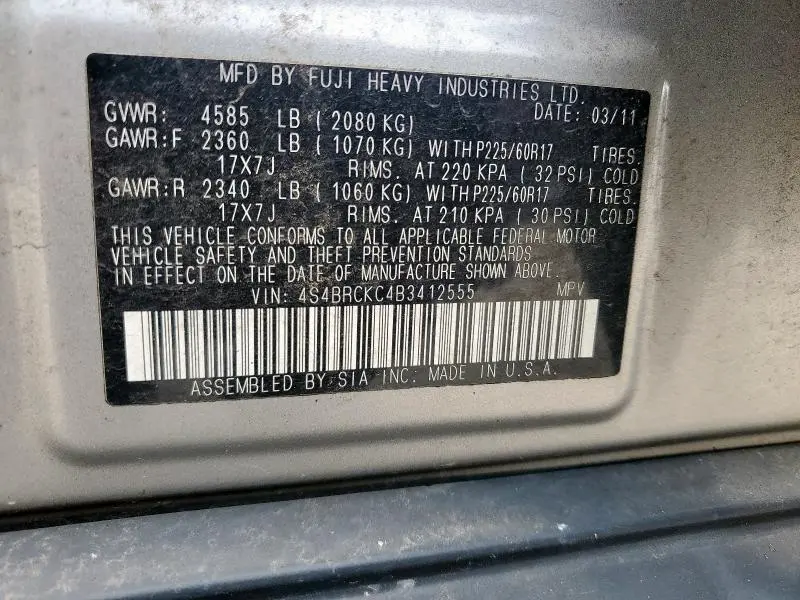 MFD BY FUJI HEAVY INDUSTRIES LTD.
GVWR: 4585 LB ( 2080 KG) DATE: 03/11
GAWR:F 2360 LB ( 1070 KG) WITH P225/60R17 TIRES.
17X7J RIMS. AT 220 KPA ( 32 PSI) COLD
GAWR:R 2340 LB ( 1060 KG) WITH P225/60R17 TIRES.
17X7J RIMS. AT 210 KPA ( 30 PSI) COLD
THIS VEHICLE CONFORMS TO ALL APPLICABLE FEDERAL MOTOR
VEHICLE SAFETY AND THEFT PREVENTION STANDARDS
IN EFFECT ON THE DATE OF MANUFACTURE SHOWN ABOVE.
VIN: 4S4BRCKC4B3412555 MPV
ASSEMBLED BY SIA INC. MADE IN U.S.A.